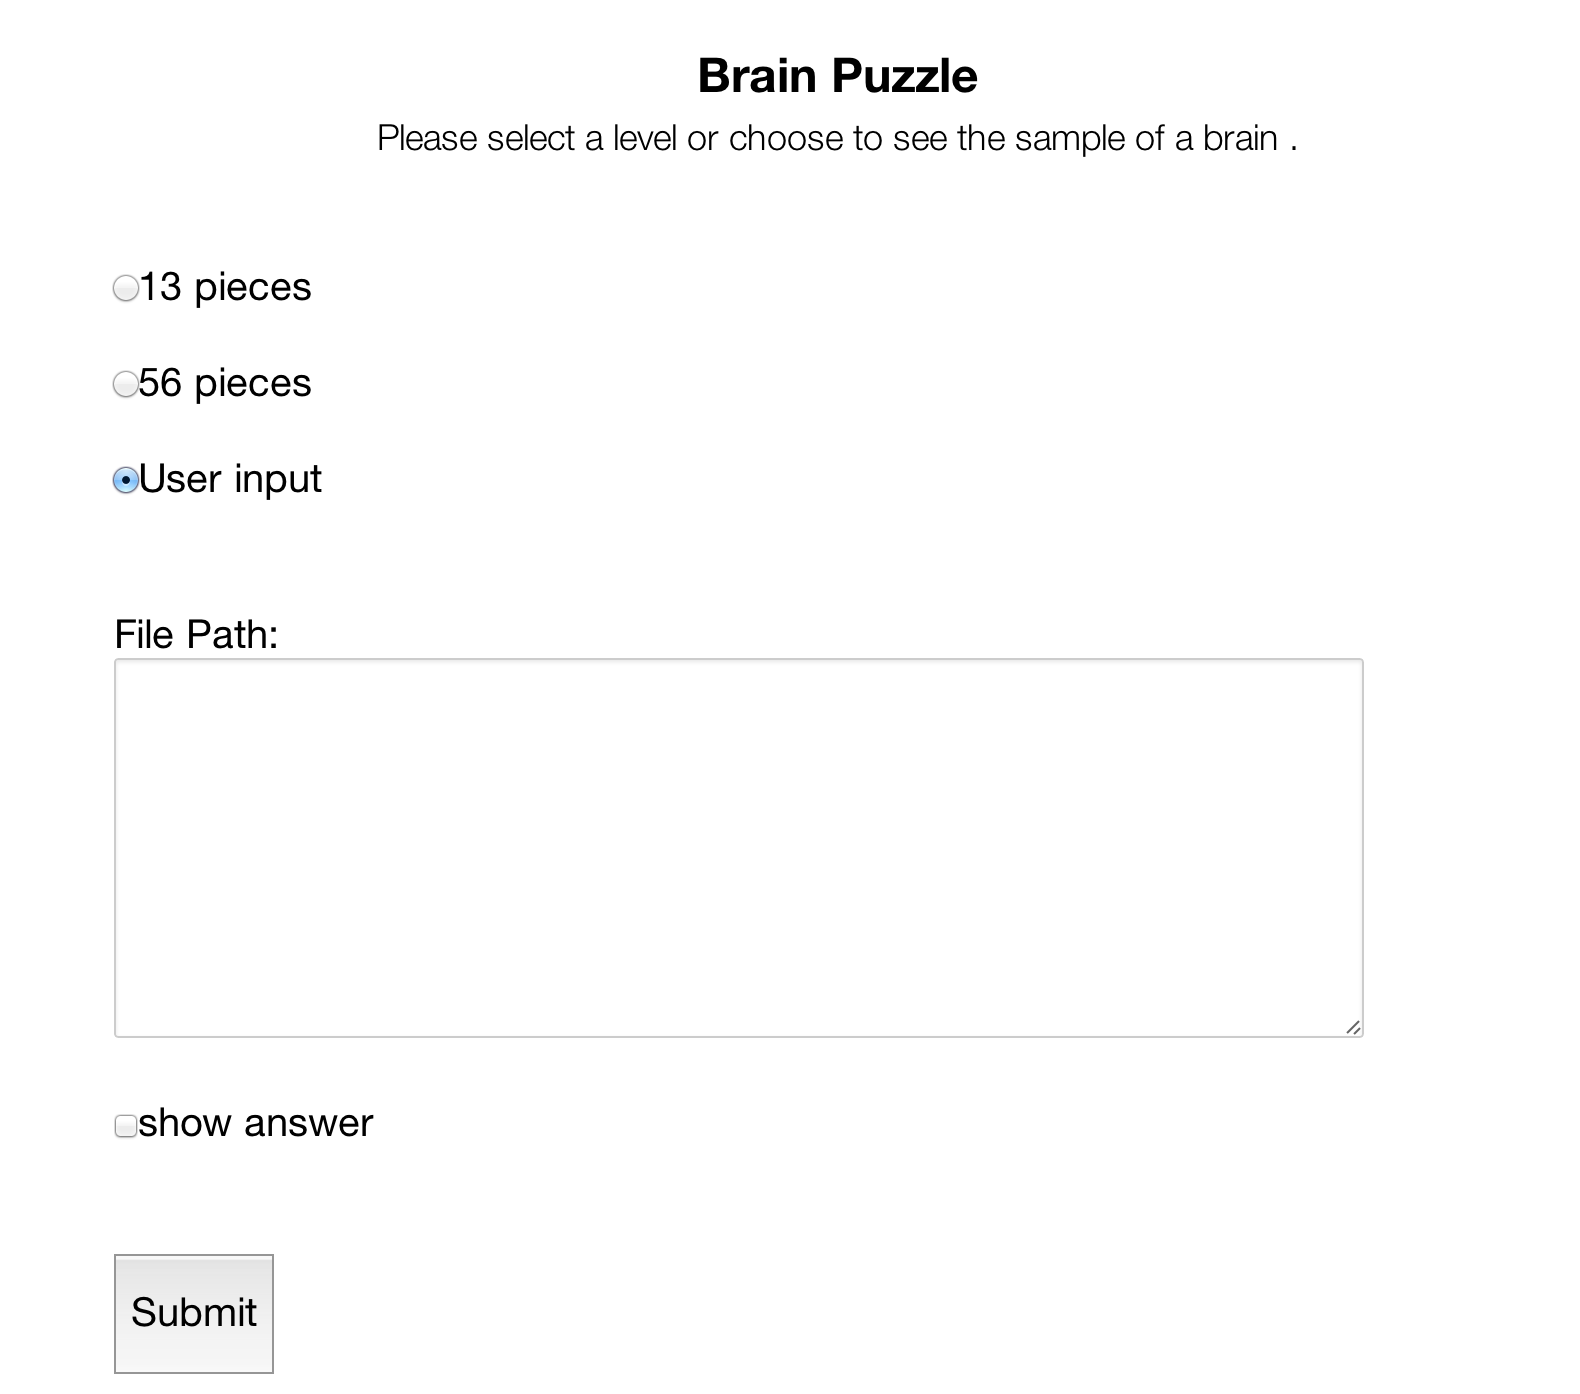 Brain Puzzle
Please select a level or choose to see the sample of a brain .
13 pieces
56 pieces
User input
File Path:
show answer
Submit